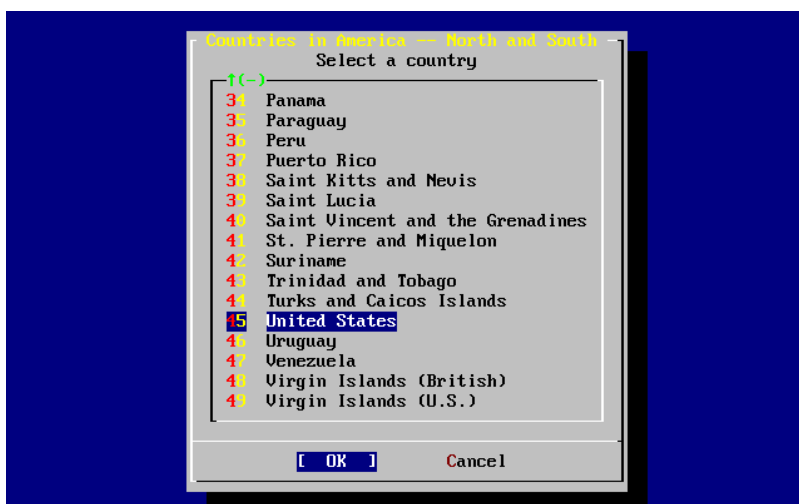 Countries in America -- North and South
Select a country
↑(-)
34 Panama
35 Paraguay
36 Peru
37 Puerto Rico
38 Saint Kitts and Nevis
39 Saint Lucia
40 Saint Vincent and the Grenadines
41 St. Pierre and Miquelon
42 Suriname
43 Trinidad and Tobago
44 Turks and Caicos Islands
45 United States
46 Uruguay
47 Venezuela
48 Virgin Islands (British)
49 Virgin Islands (U.S.)
[ OK ] Cancel